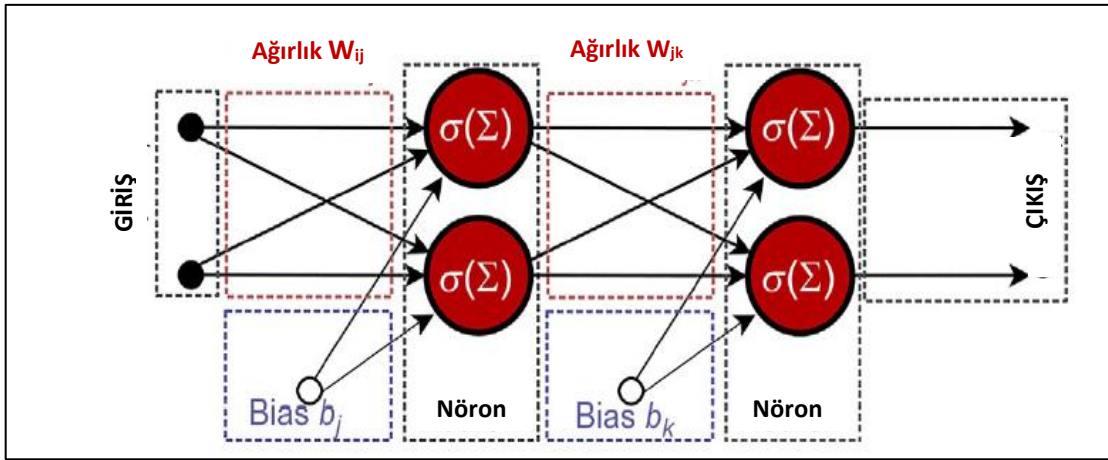 Ağırlık Wij
Ağırlık Wjk
GİRİŞ
σ(Σ)
σ(Σ)
ÇIKIŞ
σ(Σ)
σ(Σ)
Bias bj
Nöron
Bias bk
Nöron